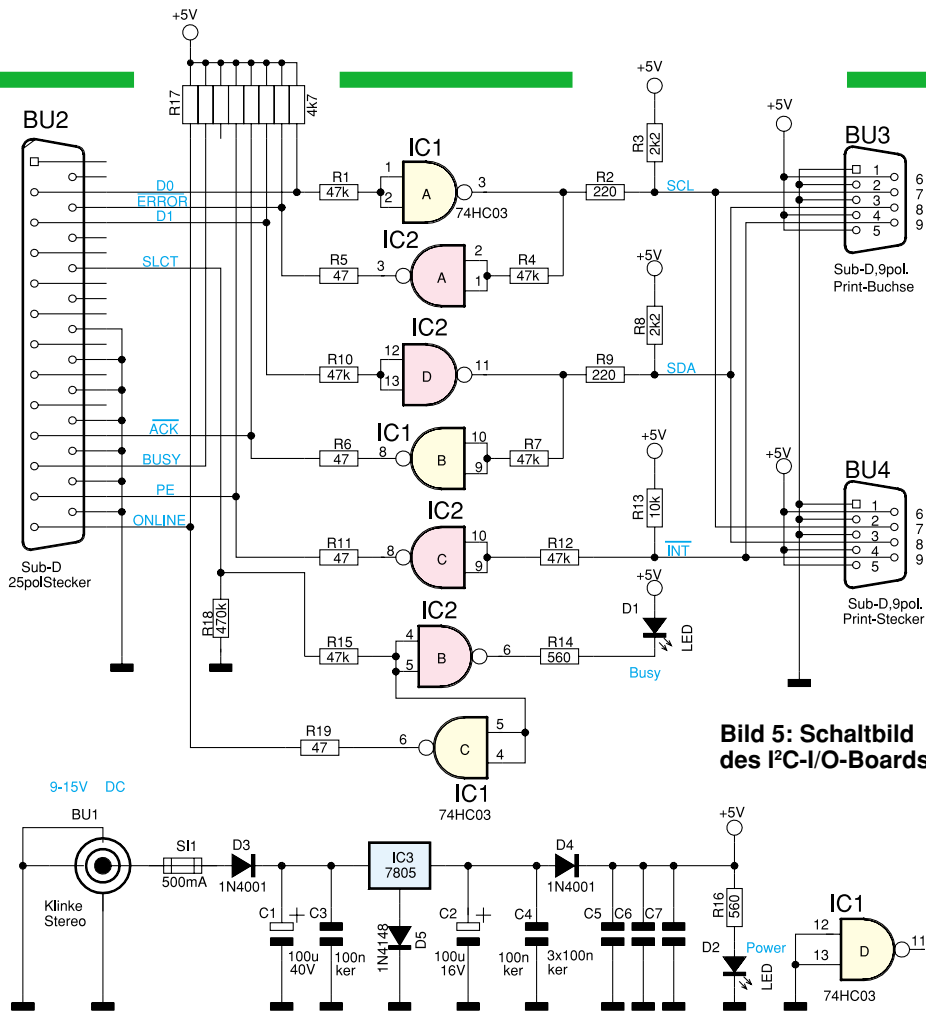 +5V
BU2
R17
4k7
D0
ERROR
D1
SLCT
ACK
BUSY
PE
ONLINE
Sub-D
25polStecker
R18
470k
R1
47k
IC1
1
2
A
3
74HC03
R5
47
IC2
3
A
2
1
R4
47k
R10
47k
IC2
12
13
D
11
R6
47
IC1
8
B
10
9
R7
47k
R11
47
IC2
8
C
10
9
R12
47k
R15
47k
IC2
4
5
B
6
R14
560
R19
47
6
C
5
4
IC1
74HC03
+5V
R3
2k2
R2
220
SCL
+5V
R8
2k2
R9
220
SDA
+5V
R13
10k
INT
+5V
D1
LED
Busy
+5V
BU3
1
2
3
4
5
6
7
8
9
Sub-D,9pol.
Print-Buchse
+5V
BU4
1
2
3
4
5
6
7
8
9
Sub-D,9pol.
Print-Stecker
Bild 5: Schaltbild
des I²C-I/O-Boards
9-15V DC
BU1
Klinke
Stereo
SI1
500mA
D3
1N4001
C1
+
100u
40V
C3
100n
ker
IC3
7805
1N4148
D5
C2
+
100u
16V
C4
100n
ker
D4
1N4001
C5
C6
C7
3x100n
ker
+5V
R16
560
D2
Power
LED
IC1
12
13
D
11
74HC03